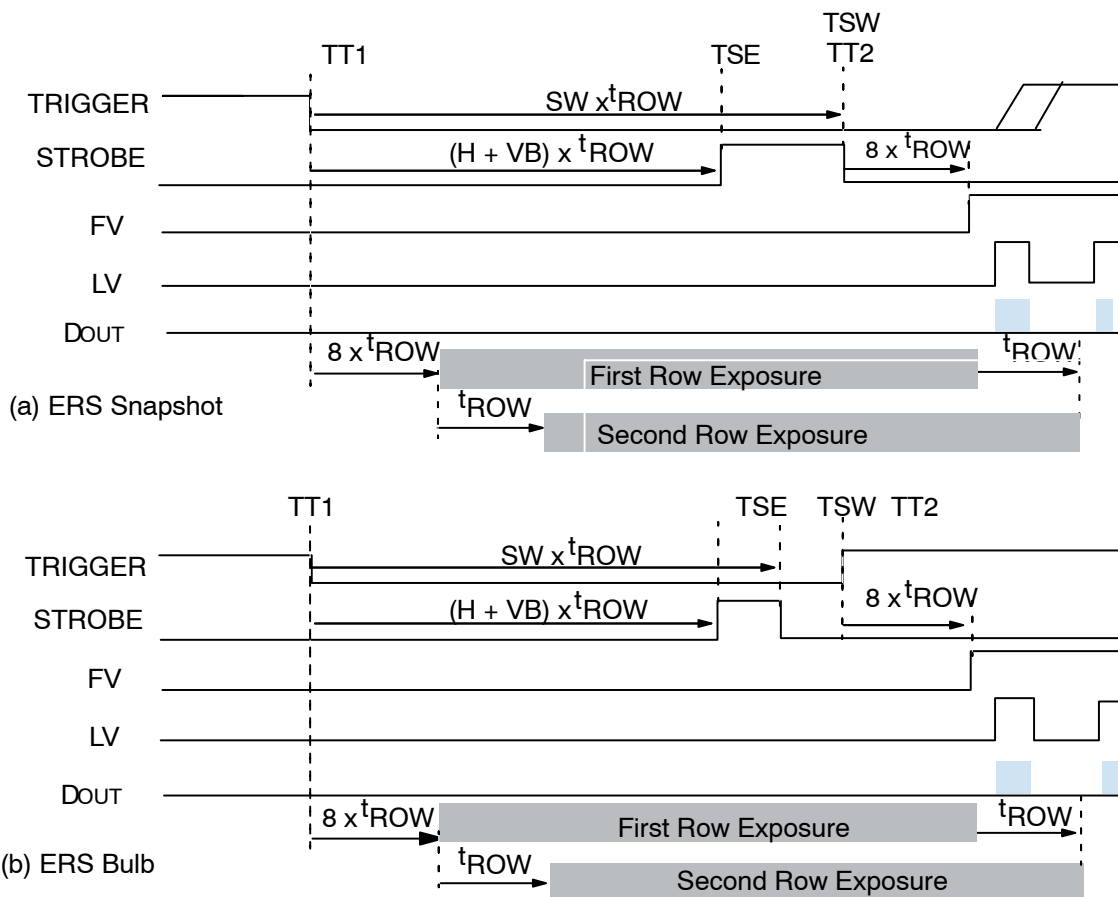 TSW
TT1 TSE TT2
TRIGGER SW x tROW
STROBE (H + VB) x tROW 8 x tROW
FV
LV
DOUT
8 x tROW First Row Exposure tROW
(a) ERS Snapshot
tROW Second Row Exposure
TT1 TSE TSW TT2
TRIGGER SW x tROW
STROBE (H + VB) x tROW 8 x tROW
FV
LV
DOUT
8 x tROW First Row Exposure tROW
(b) ERS Bulb
tROW Second Row Exposure